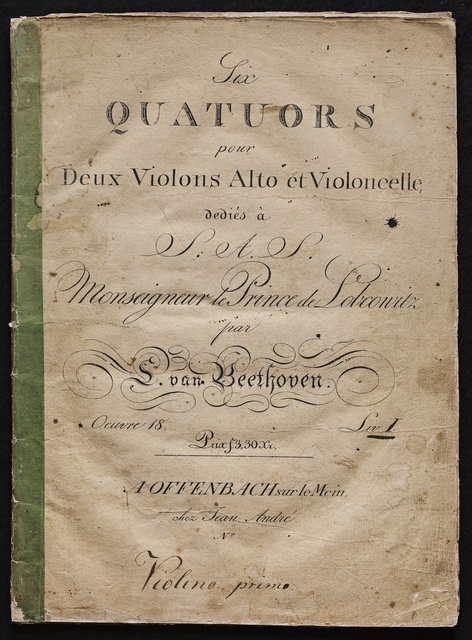 Six
QUATUORS
pour
Deux Violons Alto et Violoncelle,
dediés à
S. A. S.
Monseigneur le Prince de Lobcowitz
par
L. van Beethoven.
Oeuvre 18. Liv I
Prix f 3,30 Xr.
A OFFENBACH sur le Mein,
chez Jean André
N°
Violino primo.